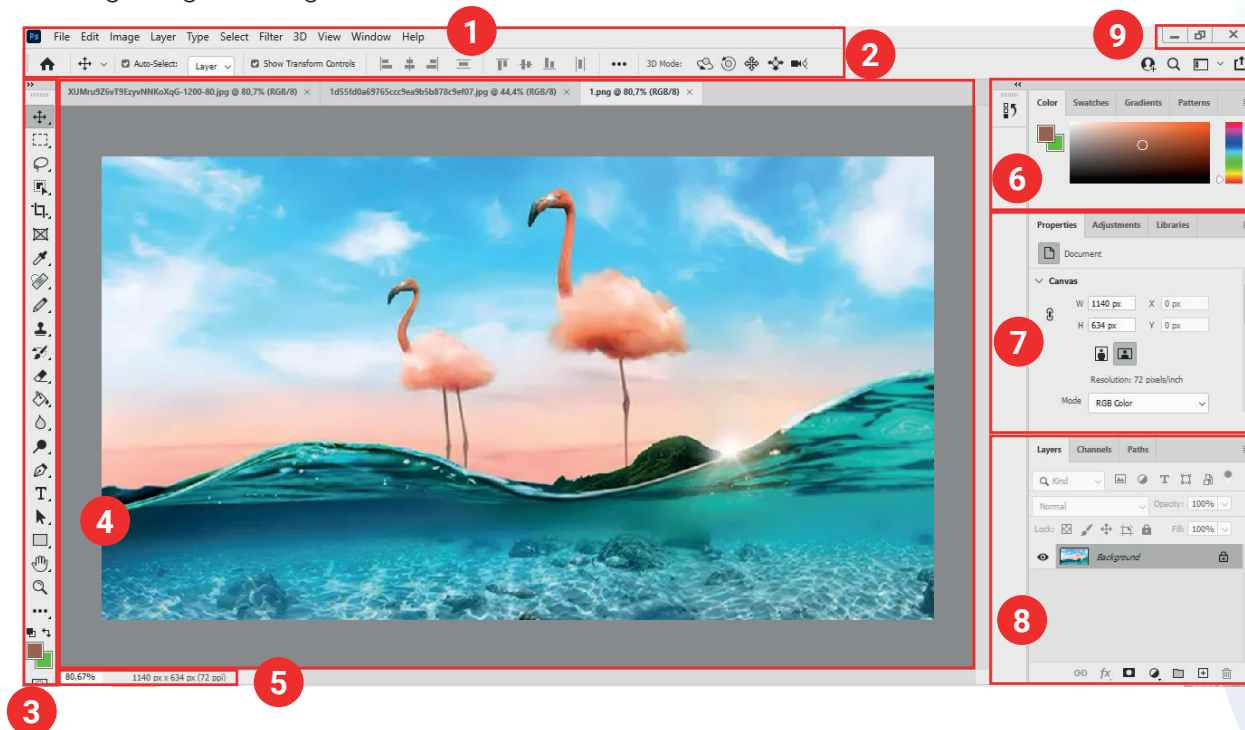 1
9
Ps File Edit Image Layer Type Select Filter 3D View Window Help
2
Auto-Select: Layer Show Transform Controls 3D Mode:
XUMru9Z6vT9EzyvNNKoXqG-1200-80.jpg @ 80,7% (RGB/8) × 1d55fd0a69765ccc9ea9b5b878c9ef07.jpg @ 44,4% (RGB/8) × 1.png @ 80,7% (RGB/8) ×
Color Swatches Gradients Patterns
6
Properties Adjustments Libraries
Document
Canvas
W 1140 px X 0 px
H 634 px Y 0 px
7
Resolution: 72 pixels/inch
Mode RGB Color
Layers Channels Paths
Kind
Normal Opacity: 100%
Lock: Fill: 100%
Background
4
8
80,67% 1140 px x 634 px (72 ppi)
5
3